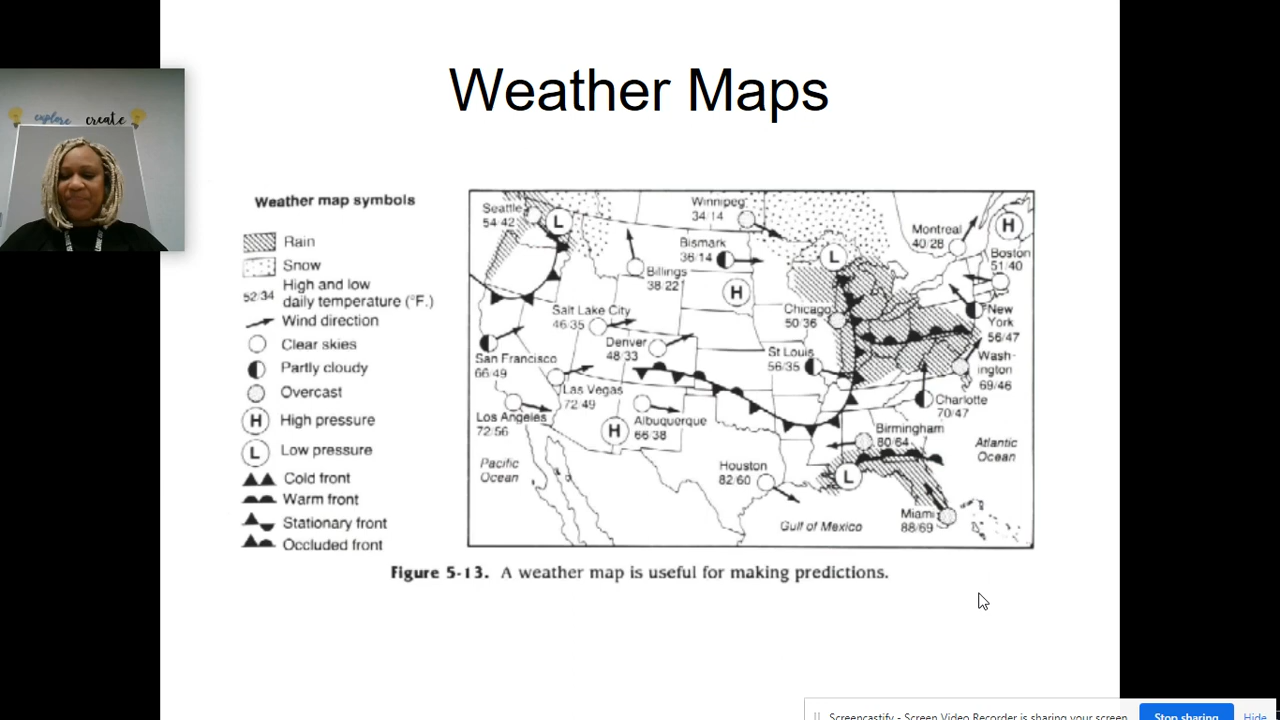 Weather Maps
explore create
Weather map symbols
Rain
Snow
52/34 High and low daily temperature (°F.)
Wind direction
Clear skies
Partly cloudy
Overcast
H High pressure
L Low pressure
Cold front
Warm front
Stationary front
Occluded front
Seattle
54/42
L
Winnipeg
34/14
Bismark
36/14
Billings
38/22
H
L
Montreal
40/28
H
Boston
51/40
Salt Lake City
46/35
Chicago
50/36
New
York
56/47
Denver
48/33
St Louis
56/35
San Francisco
66/49
Wash-
ington
69/46
Las Vegas
72/49
Los Angeles
72/56
Albuquerque
66/38
H
Charlotte
70/47
Birmingham
80/64
Atlantic
Ocean
Pacific
Ocean
Houston
82/60
L
Miami
88/69
Gulf of Mexico
Figure 5-13. A weather map is useful for making predictions.
Screencastify - Screen Video Recorder is sharing your screen.
Stop sharing
Hide